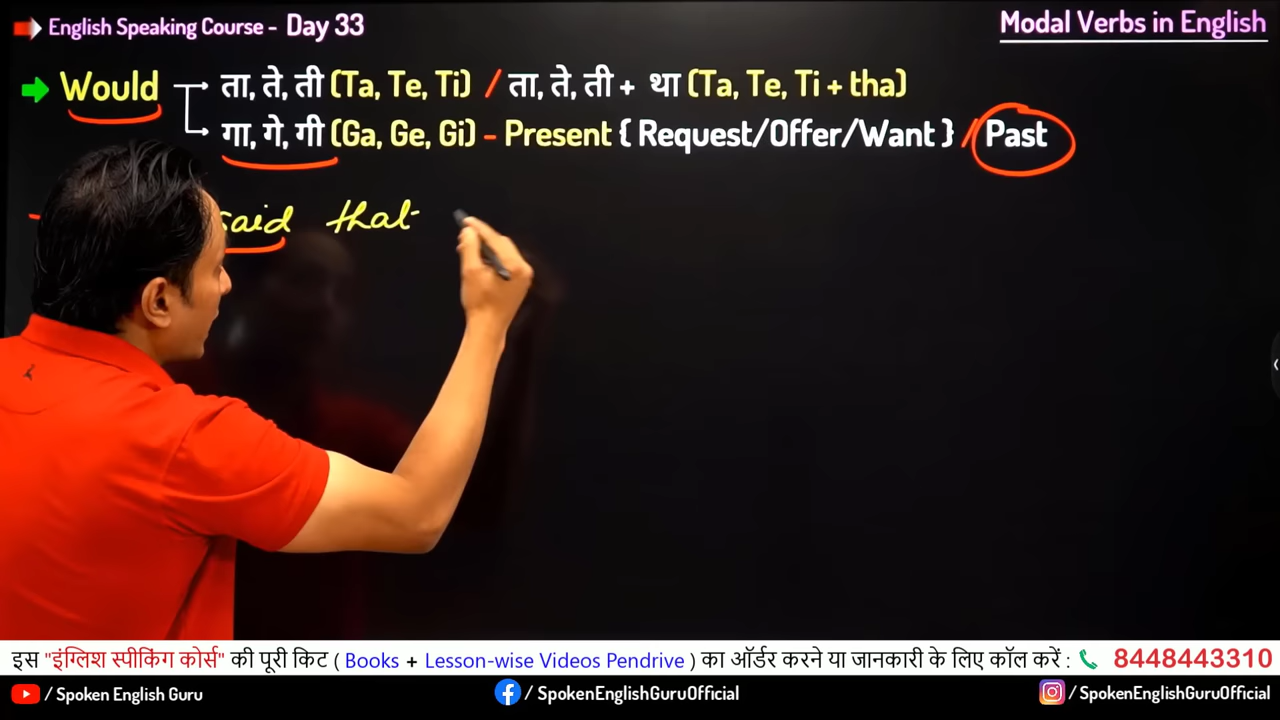 English Speaking Course - Day 33
Modal Verbs in English
Would
ता, ते, ती (Ta, Te, Ti) / ता, ते, ती + था (Ta, Te, Ti + tha)
गा, गे, गी (Ga, Ge, Gi) - Present { Request/Offer/Want } / Past
said that
इस "इंग्लिश स्पीकिंग कोर्स" की पूरी किट ( Books + Lesson-wise Videos Pendrive ) का ऑर्डर करने या जानकारी के लिए कॉल करें : 8448443310
/ Spoken English Guru
/ SpokenEnglishGuruOfficial
/ SpokenEnglishGuruOfficial